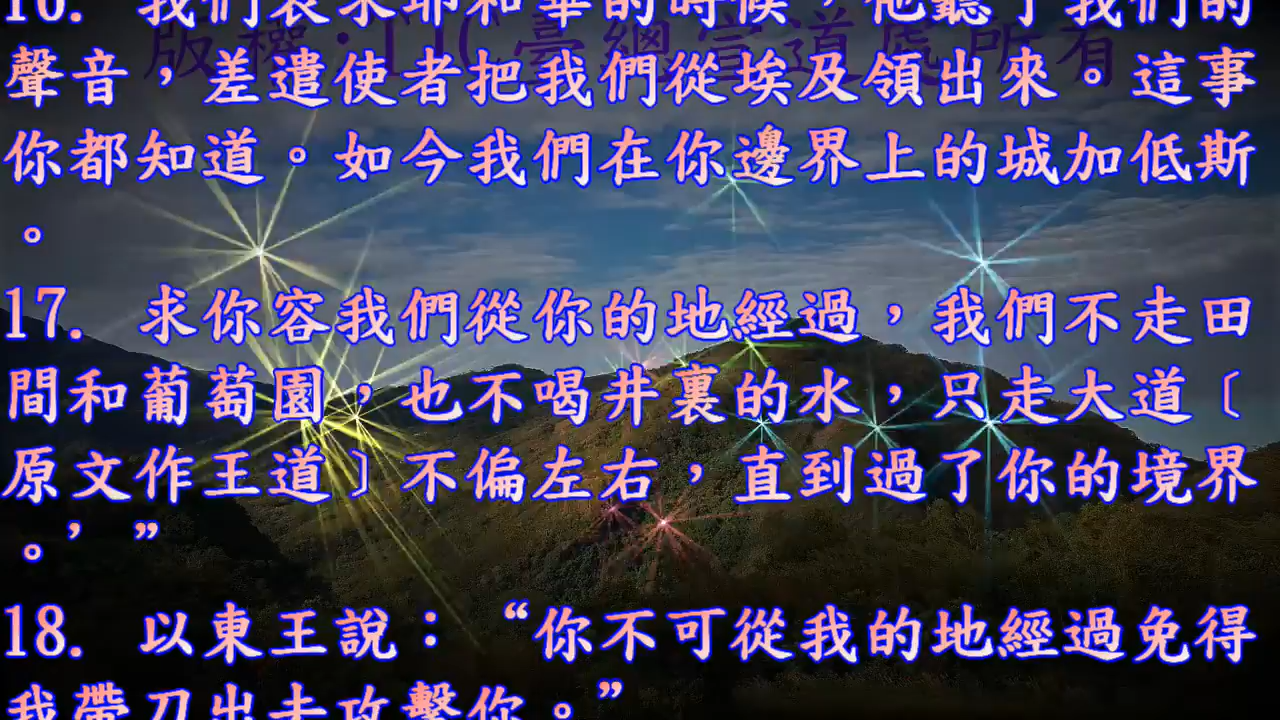 16. 我們哀求耶和華的時候，他聽了我們的
版權：TTC臺總宣道處所有
聲音，差遣使者把我們從埃及領出來。這事
你都知道。如今我們在你邊界上的城加低斯
。
17. 求你容我們從你的地經過，我們不走田
間和葡萄園，也不喝井裏的水，只走大道﹝
原文作王道﹞不偏左右，直到過了你的境界
。’ ”
18. 以東王說：“你不可從我的地經過免得
我帶刀出去攻擊你。”